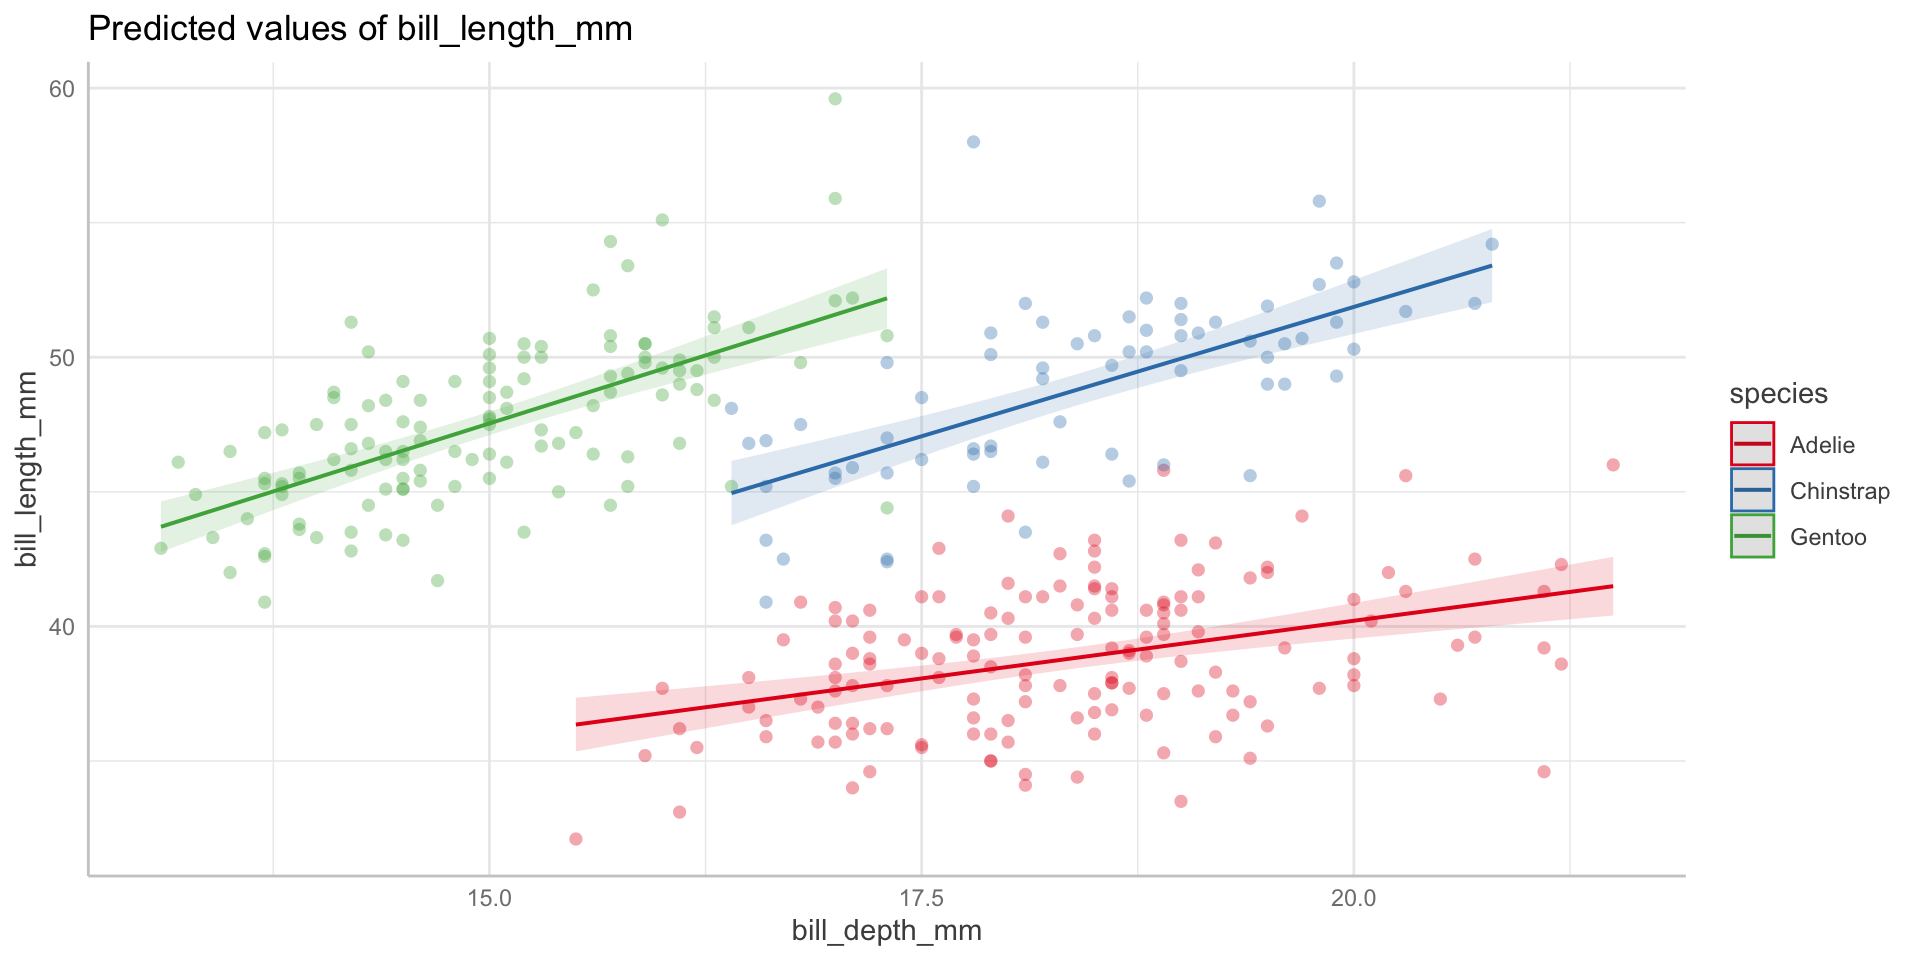 Predicted values of bill_length_mm
60
50
40
bill_length_mm
15.0
17.5
20.0
bill_depth_mm
species
Adelie
Chinstrap
Gentoo